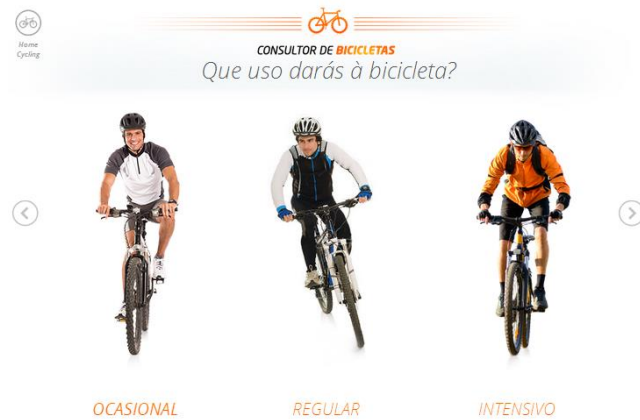 Home
Cycling
CONSULTOR DE BICICLETAS
Que uso darás à bicicleta?
OCASIONAL
REGULAR
INTENSIVO